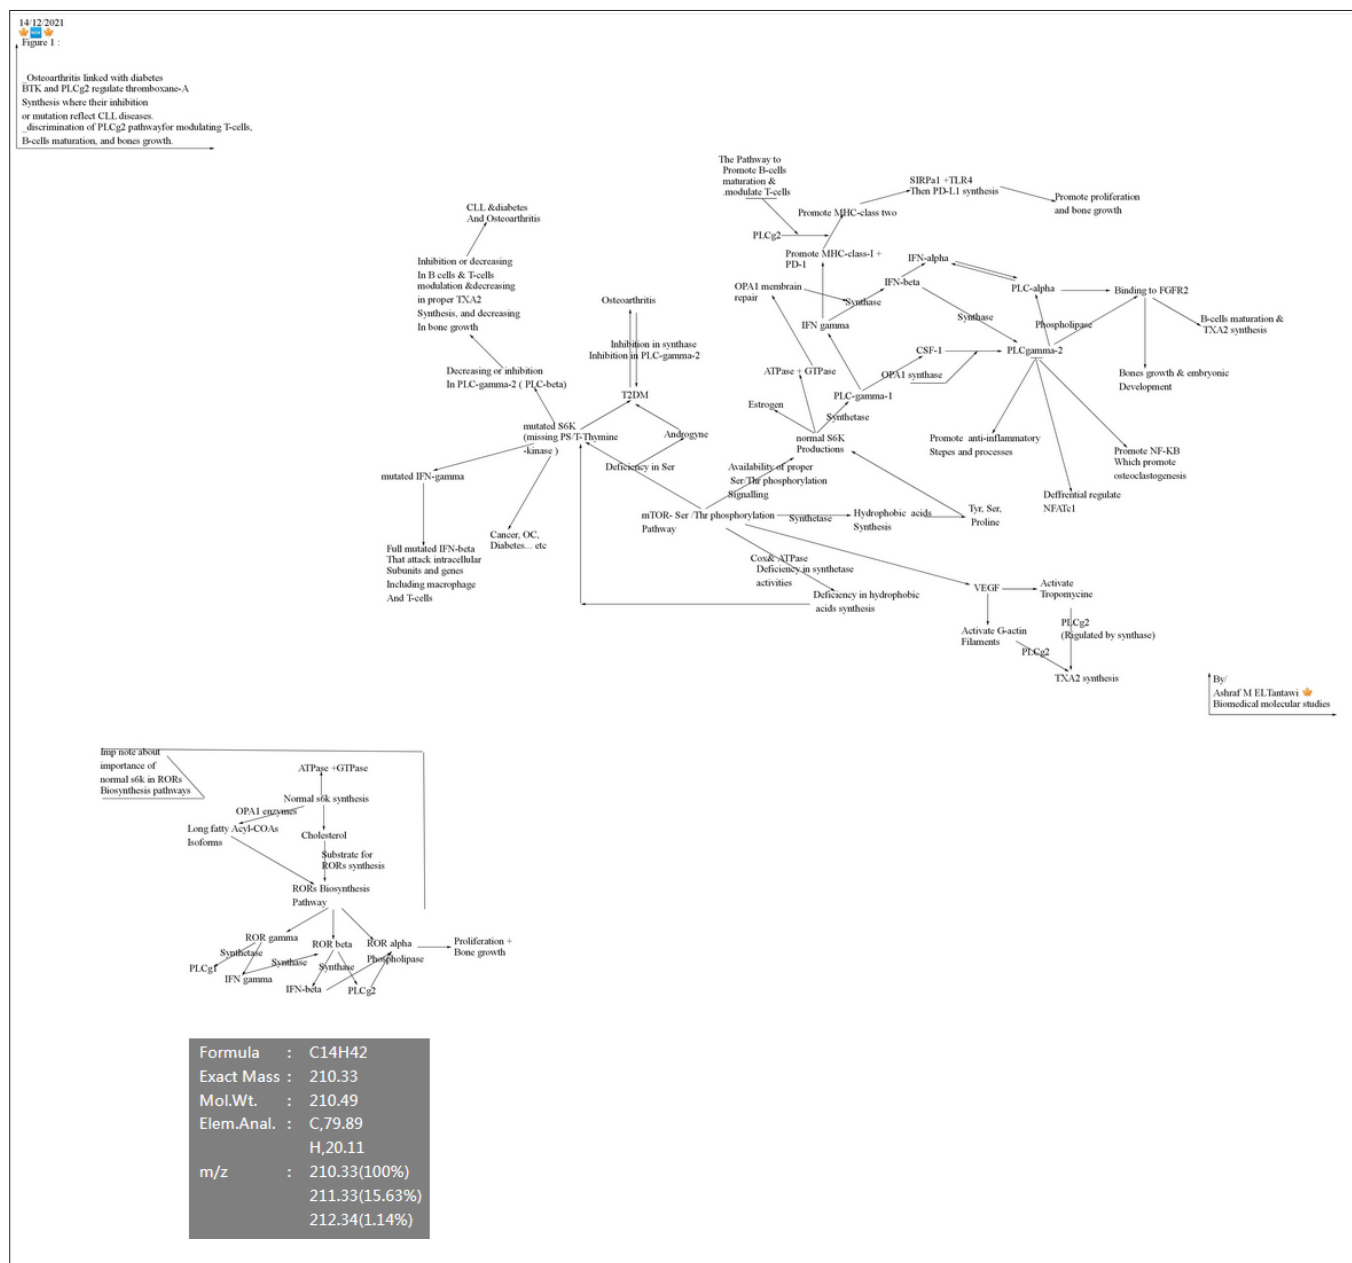 14/12/2021
🍁🆕🍁
Figure 1 :
_Osteoarthritis linked with diabetes
BTK and PLCg2 regulate thromboxane-A
Synthesis where their inhibition
or mutation reflect CLL diseases.
_discrimination of PLCg2 pathwayfor modulating T-cells,
B-cells maturation, and bones growth.
The Pathway to
Promote B-cells
maturation &
.modulate T-cells
PLCg2
Promote MHC-class two
SIRPa1 +TLR4
Then PD-L1 synthesis
Promote proliferation
and bone growth
Promote MHC-class-I +
PD-1
CLL &diabetes
And Osteoarthritis
Inhibition or decreasing
In B cells & T-cells
modulation &decreasing
in proper TXA2
Synthesis, and decreasing
In bone growth
Decreasing or inhibition
In PLC-gamma-2 ( PLC-beta)
Osteoarthritis
Inhibition in synthase
Inhibition in PLC-gamma-2
T2DM
OPA1 membrain
repair
Synthase
IFN gamma
IFN-beta
IFN-alpha
PLC-alpha
Binding to FGFR2
B-cells maturation &
TXA2 synthesis
Synthase
Phospholipase
PLCgamma-2
Bones growth & embryonic
Development
CSF-1
OPA1 synthase
ATPase + GTPase
PLC-gamma-1
Estrogen
Synthetase
normal S6K
Productions
mutated S6K
(missing PS/T-Thymine
-kinase )
Androgyne
Deficiency in Ser
Availability of proper
Ser/Thr phosphorylation
Signalling
Promote anti-inflammatory
Stepes and processes
Promote NF-KB
Which promote
osteoclastogenesis
Deffrential regulate
NFATc1
mutated IFN-gamma
Full mutated IFN-beta
That attack intracellular
Subunits and genes
Including macrophage
And T-cells
Cancer, OC,
Diabetes... etc
mTOR- Ser /Thr phosphorylation
Pathway
Synthetase
Hydrophobic acids
Synthesis
Tyr, Ser,
Proline
Cox& ATPase
Deficiency in synthetase
activities
Deficiency in hydrophobic
acids synthesis
VEGF
Activate
Tropomycine
PLCg2
(Rigulated by synthase)
Activate G-actin
Filaments
PLCg2
TXA2 synthesis
By/
Ashraf M ELTantawi 🍁
Biomedical molecular studies
Imp note about
importance of
normal s6k in RORs
Biosynthesis pathways
ATPase +GTPase
Normal s6k synthesis
OPA1 enzymes
Long fatty Acyl-COAs
Isoforms
Cholesterol
Substrate for
RORs synthesis
RORs Biosynthesis
Pathway
ROR gamma
ROR beta
ROR alpha
Proliferation +
Bone growth
Synthetase
Synthase
Synthase
Phospholipase
PLCg1
IFN gamma
IFN-beta
PLCg2
Formula : C14H42
Exact Mass : 210.33
Mol.Wt. : 210.49
Elem.Anal. : C,79.89
H,20.11
m/z : 210.33(100%)
211.33(15.63%)
212.34(1.14%)